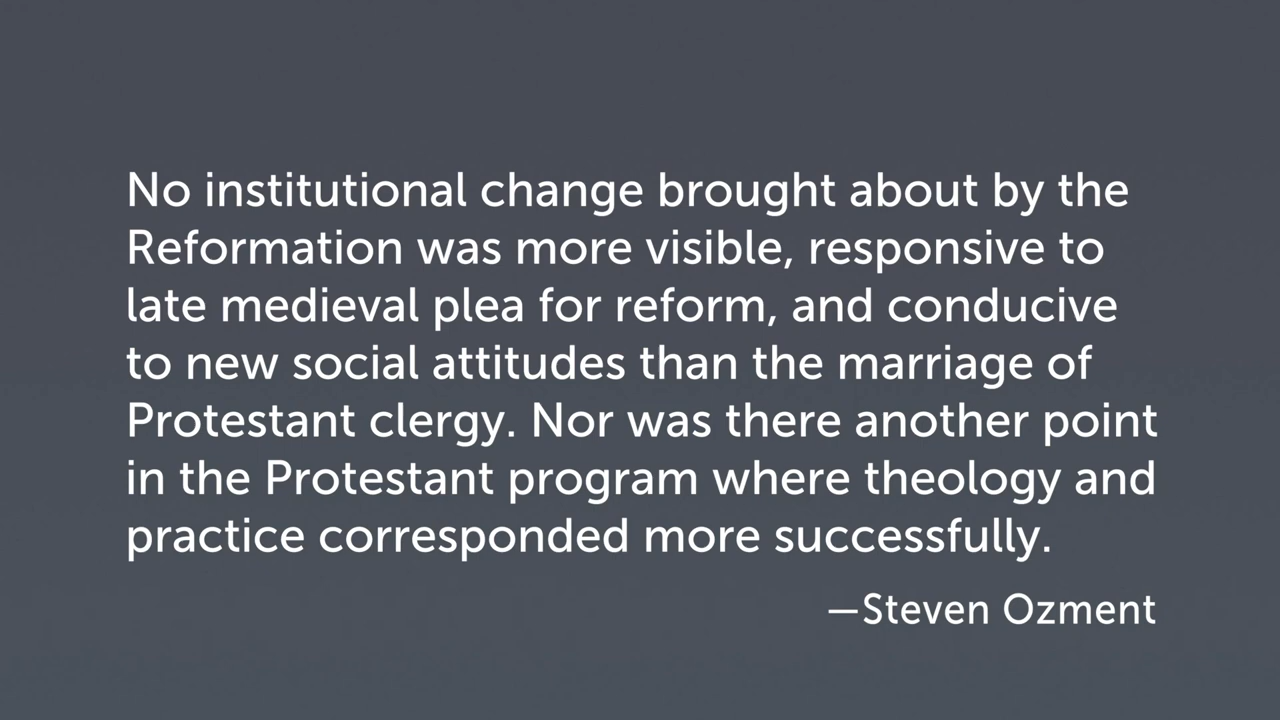 No institutional change brought about by the
Reformation was more visible, responsive to
late medieval plea for reform, and conducive
to new social attitudes than the marriage of
Protestant clergy. Nor was there another point
in the Protestant program where theology and
practice corresponded more successfully.
—Steven Ozment